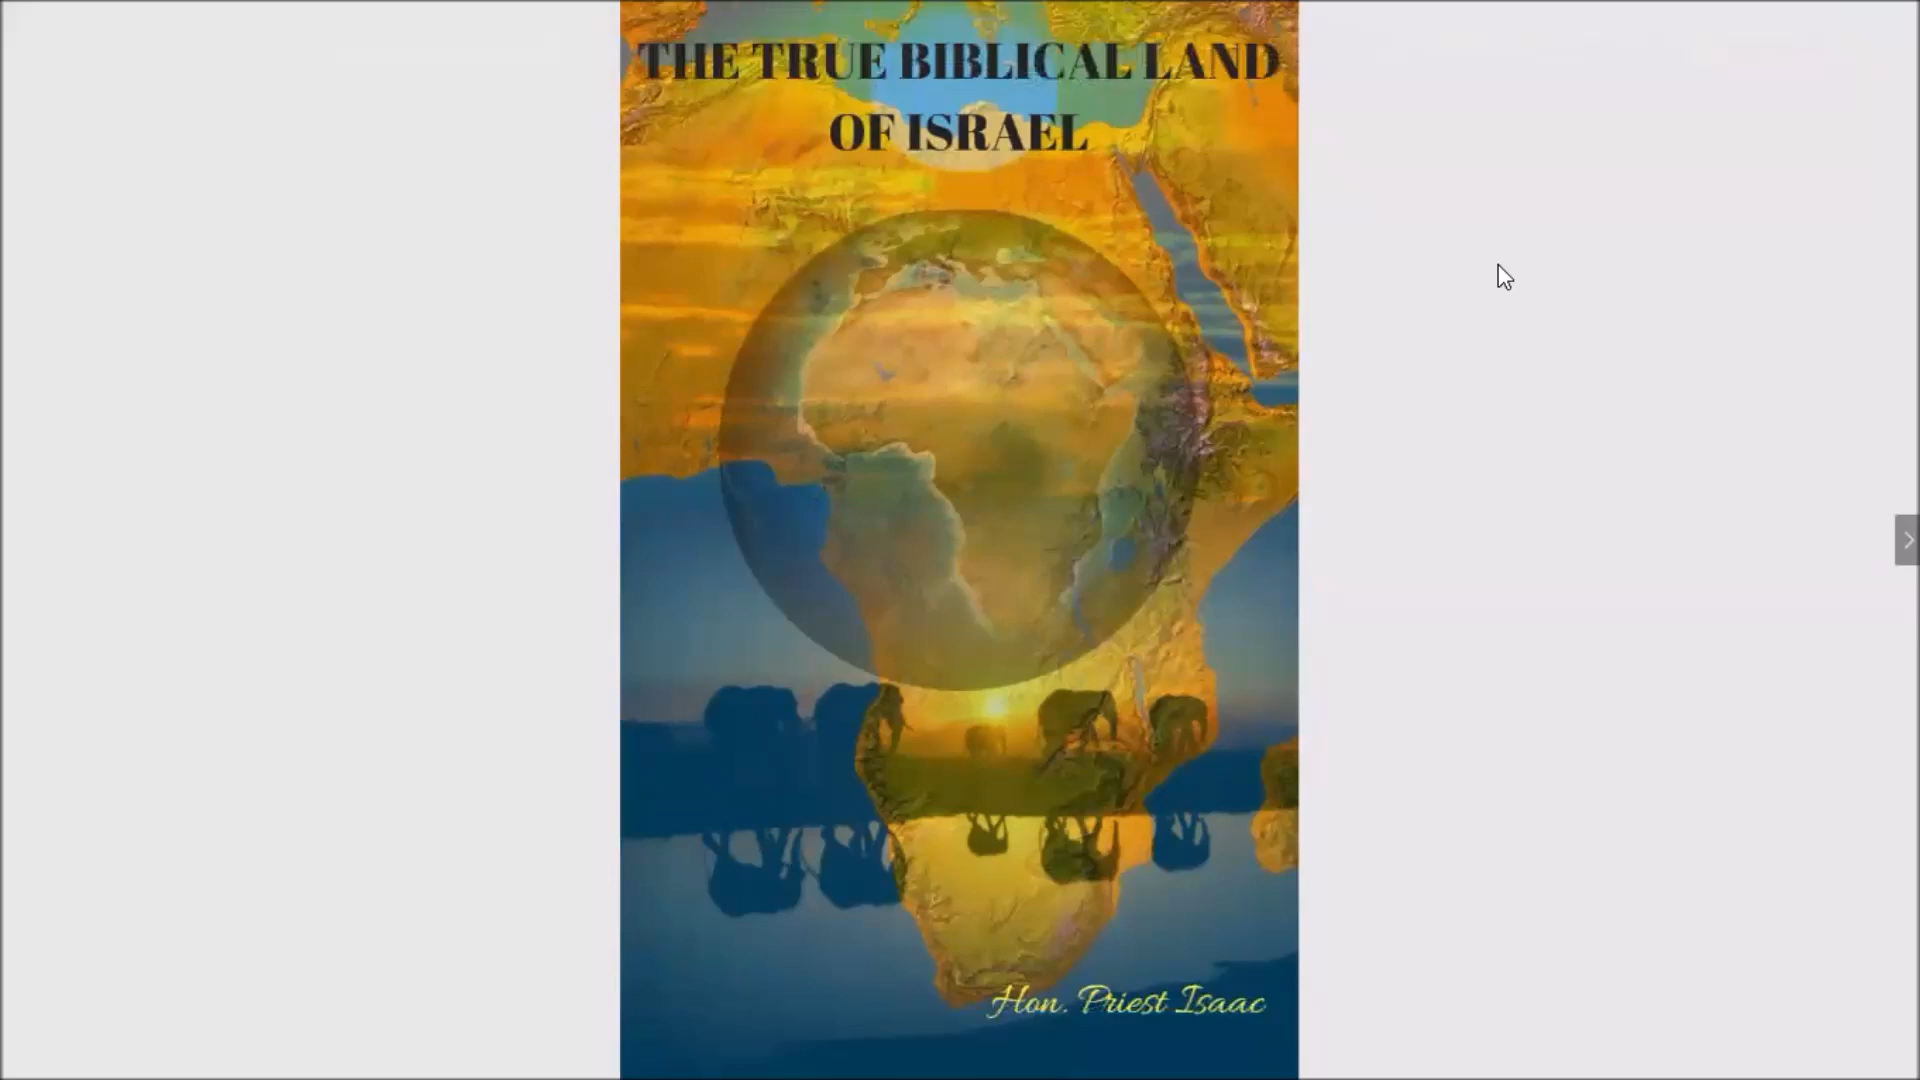 THE TRUE BIBLICAL LAND
OF ISRAEL
Hon. Priest Isaac